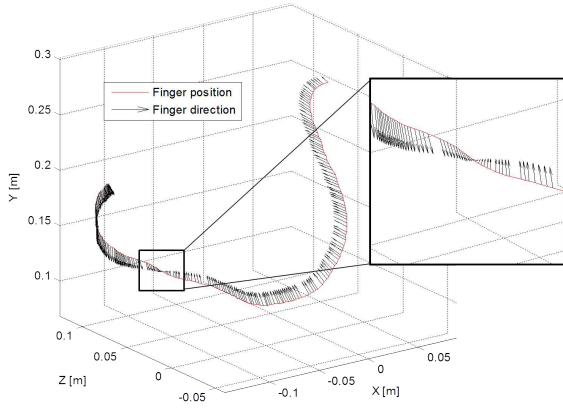 0.3
Finger position
Finger direction
0.25
Y [m]
0.2
0.15
0.1
0.1
0.05
Z [m]
0
-0.05
-0.1
-0.05
X [m]
0
0.05